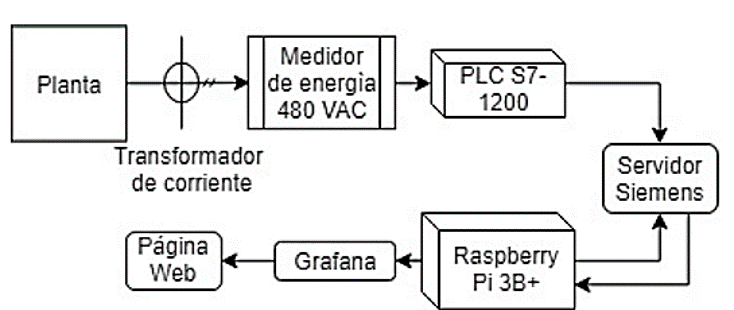 Planta
Transformador
de corriente
Medidor
de energia
480 VAC
PLC S7-
1200
Servidor
Siemens
Raspberry
Pi 3B+
Grafana
Página
Web